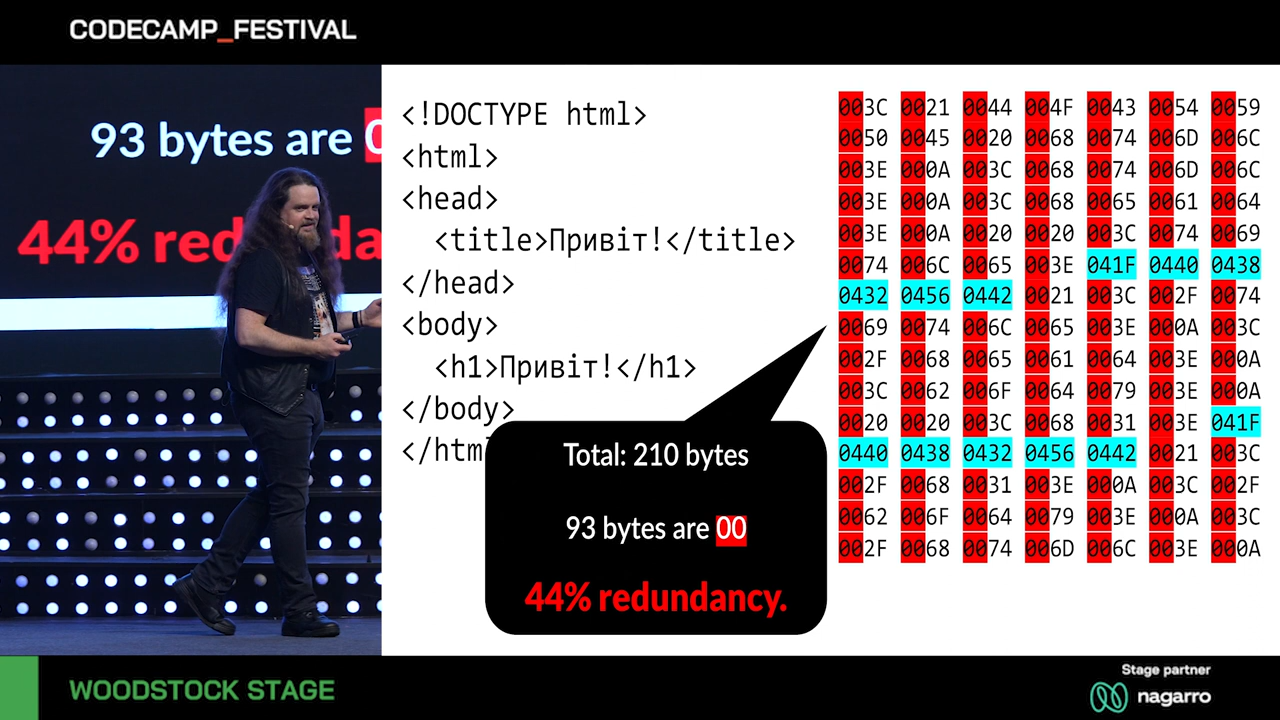 CODECAMP_FESTIVAL
93 bytes are
44%
<!DOCTYPE html>
<html>
<head>
<title>Привіт!</title>
</head>
<body>
<h1>Привіт!</h1>
</body>
</htm
Total: 210 bytes
93 bytes are 00
44% redundancy.
003C 0021 0044 004F 0043 0054 0059
0050 0045 0020 0068 0074 006D 006C
003E 000A 003C 0068 0074 006D 006C
003E 000A 003C 0068 0065 0061 0064
003E 000A 0020 0020 003C 0074 0069
0074 006C 0065 003E 041F 0440 0438
0432 0456 0442 0021 003C 002F 0074
0069 0074 006C 0065 003E 000A 003C
002F 0068 0065 0061 0064 003E 000A
003C 0062 006F 0064 0079 003E 000A
0020 0020 003C 0068 0031 003E 041F
0440 0438 0432 0456 0442 0021 003C
002F 0068 0031 003E 000A 003C 002F
0062 006F 0064 0079 003E 000A 003C
002F 0068 0074 006D 006C 003E 000A
WOODSTOCK STAGE
Stage partner
nagarro